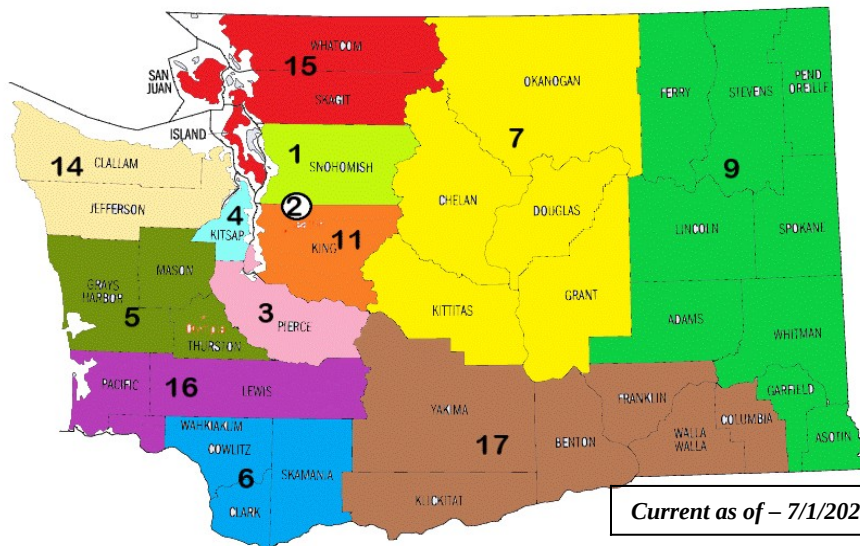 WHATCOM
15
SAN
JUAN
SKAGIT
OKANOGAN
FERRY
STEVENS
PEND
OREILLE
ISLAND
7
14
CLALLAM
1
SNOHOMISH
9
JEFFERSON
4
KITSAP
2
KING
11
CHELAN
DOUGLAS
LINCOLN
SPOKANE
MASON
GRAYS
HARBOR
5
THURSTON
3
PIERCE
KITTITAS
GRANT
ADAMS
WHITMAN
PACIFIC
16
LEWIS
YAKIMA
17
BENTON
FRANKLIN
WALLA
WALLA
COLUMBIA
GARFIELD
ASOTIN
WAHKIAKUM
COWLITZ
6
CLARK
SKAMANIA
KLICKITAT
Current as of – 7/1/202